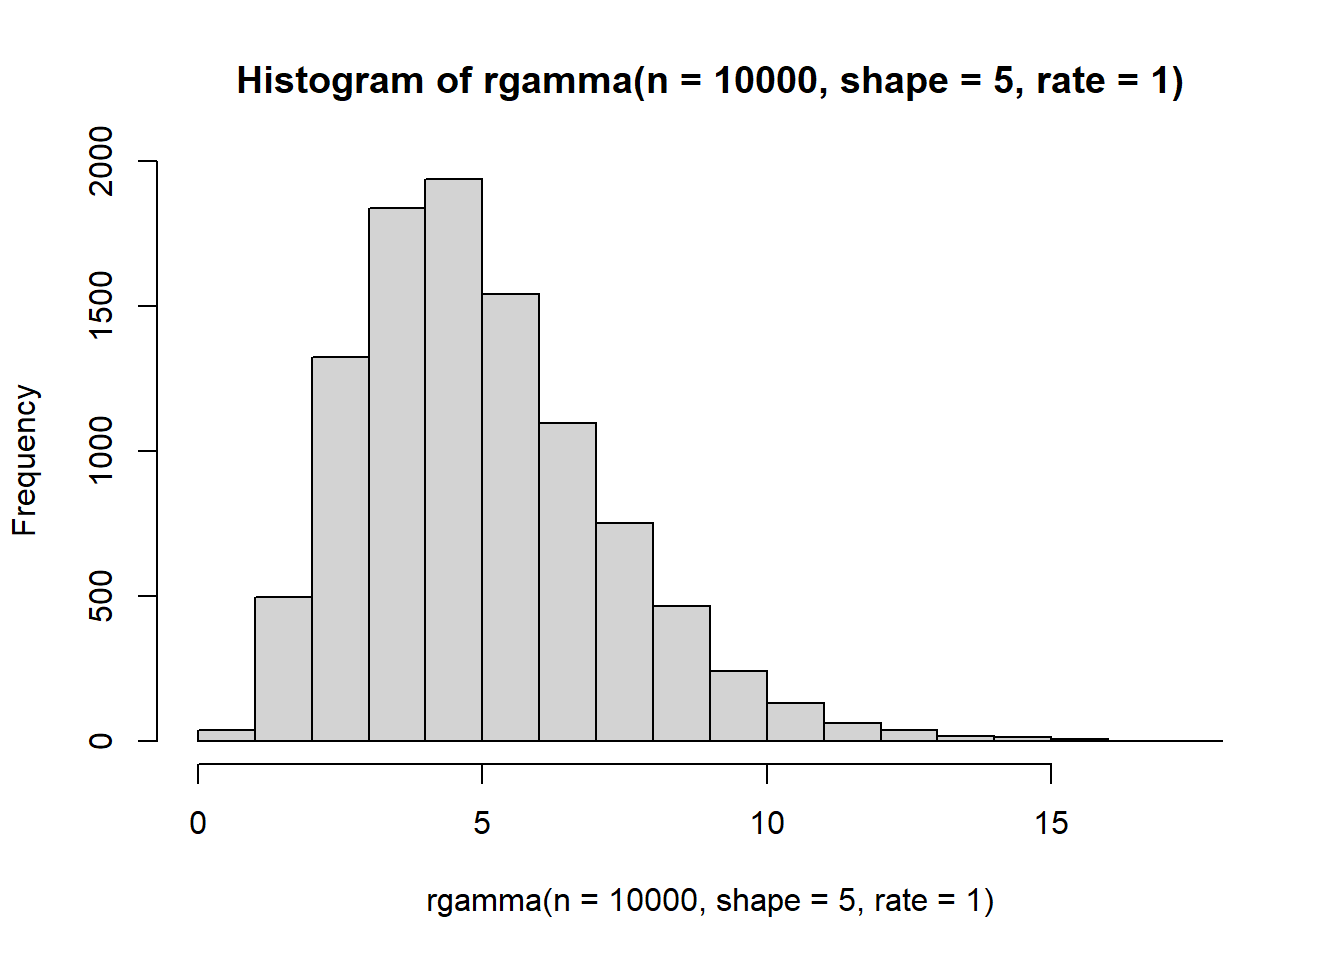 Histogram of rgamma(n = 10000, shape = 5, rate = 1)
2000
1500
1000
500
0
Frequency
0 5 10 15
rgamma(n = 10000, shape = 5, rate = 1)